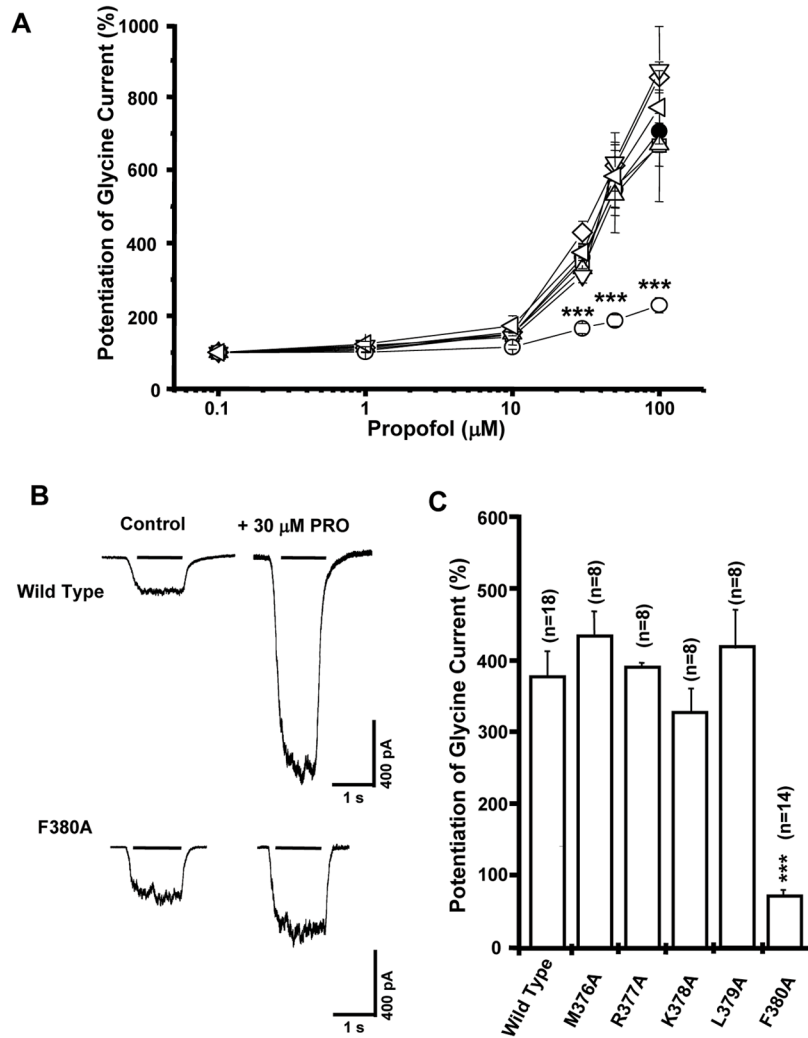 A
Potentiation of Glycine Current (%)
1000
800
600
400
200
0
0.1
1
10
100
Propofol (μM)
***
***
***
B
Control
+ 30 μM PRO
Wild Type
400 pA
1 s
F380A
400 pA
1 s
C
Potentiation of Glycine Current (%)
600
500
400
300
200
100
0
(n=18)
(n=8)
(n=8)
(n=8)
(n=8)
*** (n=14)
Wild Type
M376A
R377A
K378A
L379A
F380A